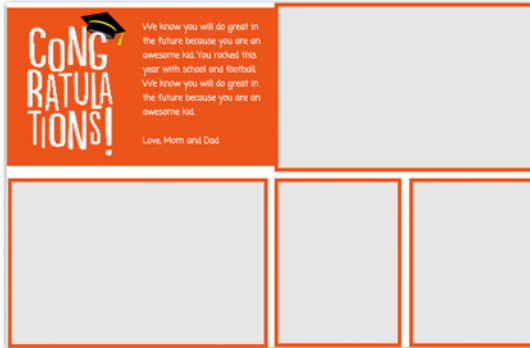 CONG
RATULA
TIONS!
We know you will do great in
the future because you are an
awesome kid. You rocked this
year with school and football.
We know you will do great in
the future because you are an
awesome kid.
Love, Mom and Dad